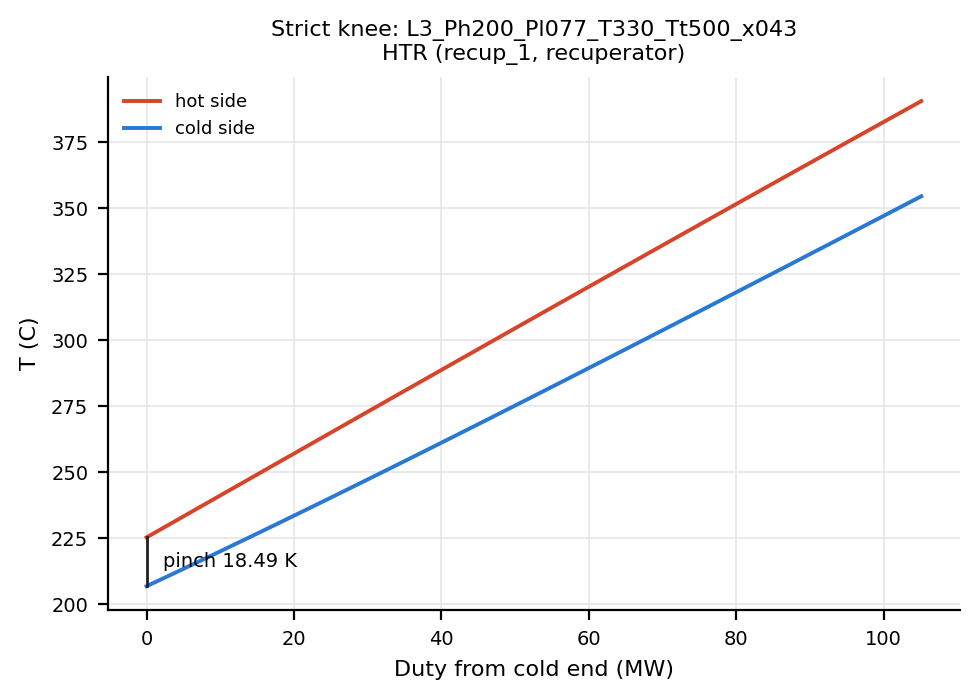 Strict knee: L3_Ph200_Pl077_T330_Tt500_x043
HTR (recup_1, recuperator)
hot side
cold side
375
350
325
300
275
250
225
200
T (C)
pinch 18.49 K
0 20 40 60 80 100
Duty from cold end (MW)